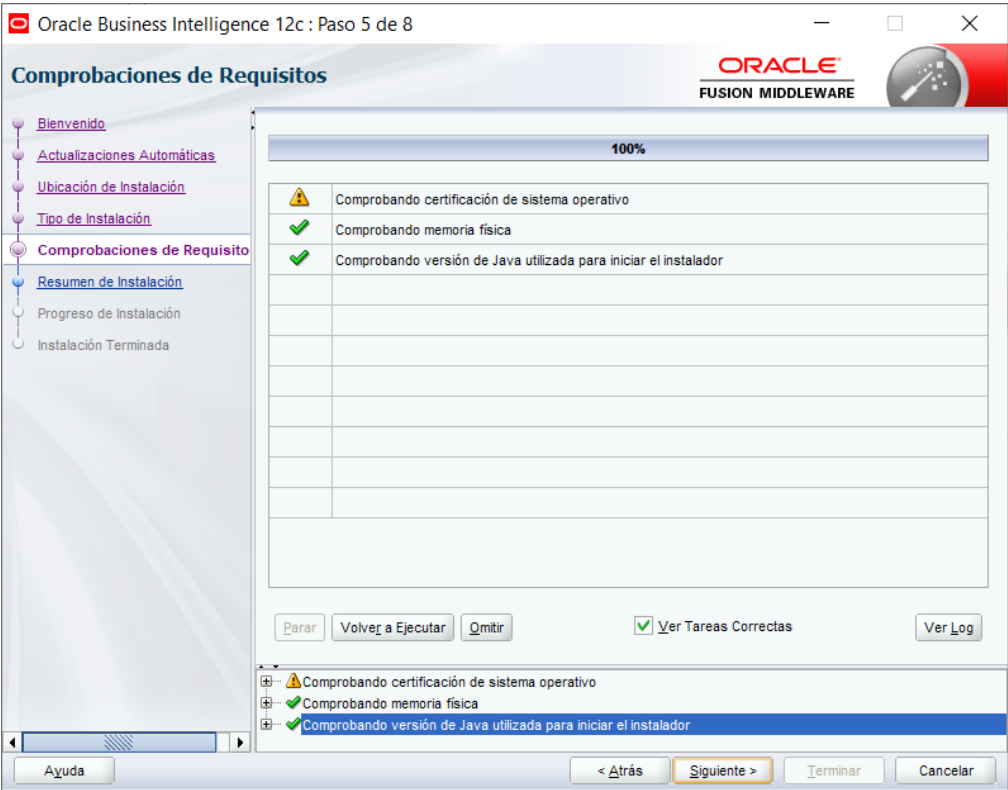 Oracle Business Intelligence 12c : Paso 5 de 8
Comprobaciones de Requisitos
ORACLE
FUSION MIDDLEWARE
Bienvenido
Actualizaciones Automáticas
Ubicación de Instalación
Tipo de Instalación
Comprobaciones de Requisito
Resumen de Instalación
Progreso de Instalación
Instalación Terminada
100%
Comprobando certificación de sistema operativo
Comprobando memoria física
Comprobando versión de Java utilizada para iniciar el instalador
Parar
Volver a Ejecutar
Omitir
Ver Tareas Correctas
Ver Log
Comprobando certificación de sistema operativo
Comprobando memoria física
Comprobando versión de Java utilizada para iniciar el instalador
Ayuda
< Atrás
Siguiente >
Terminar
Cancelar